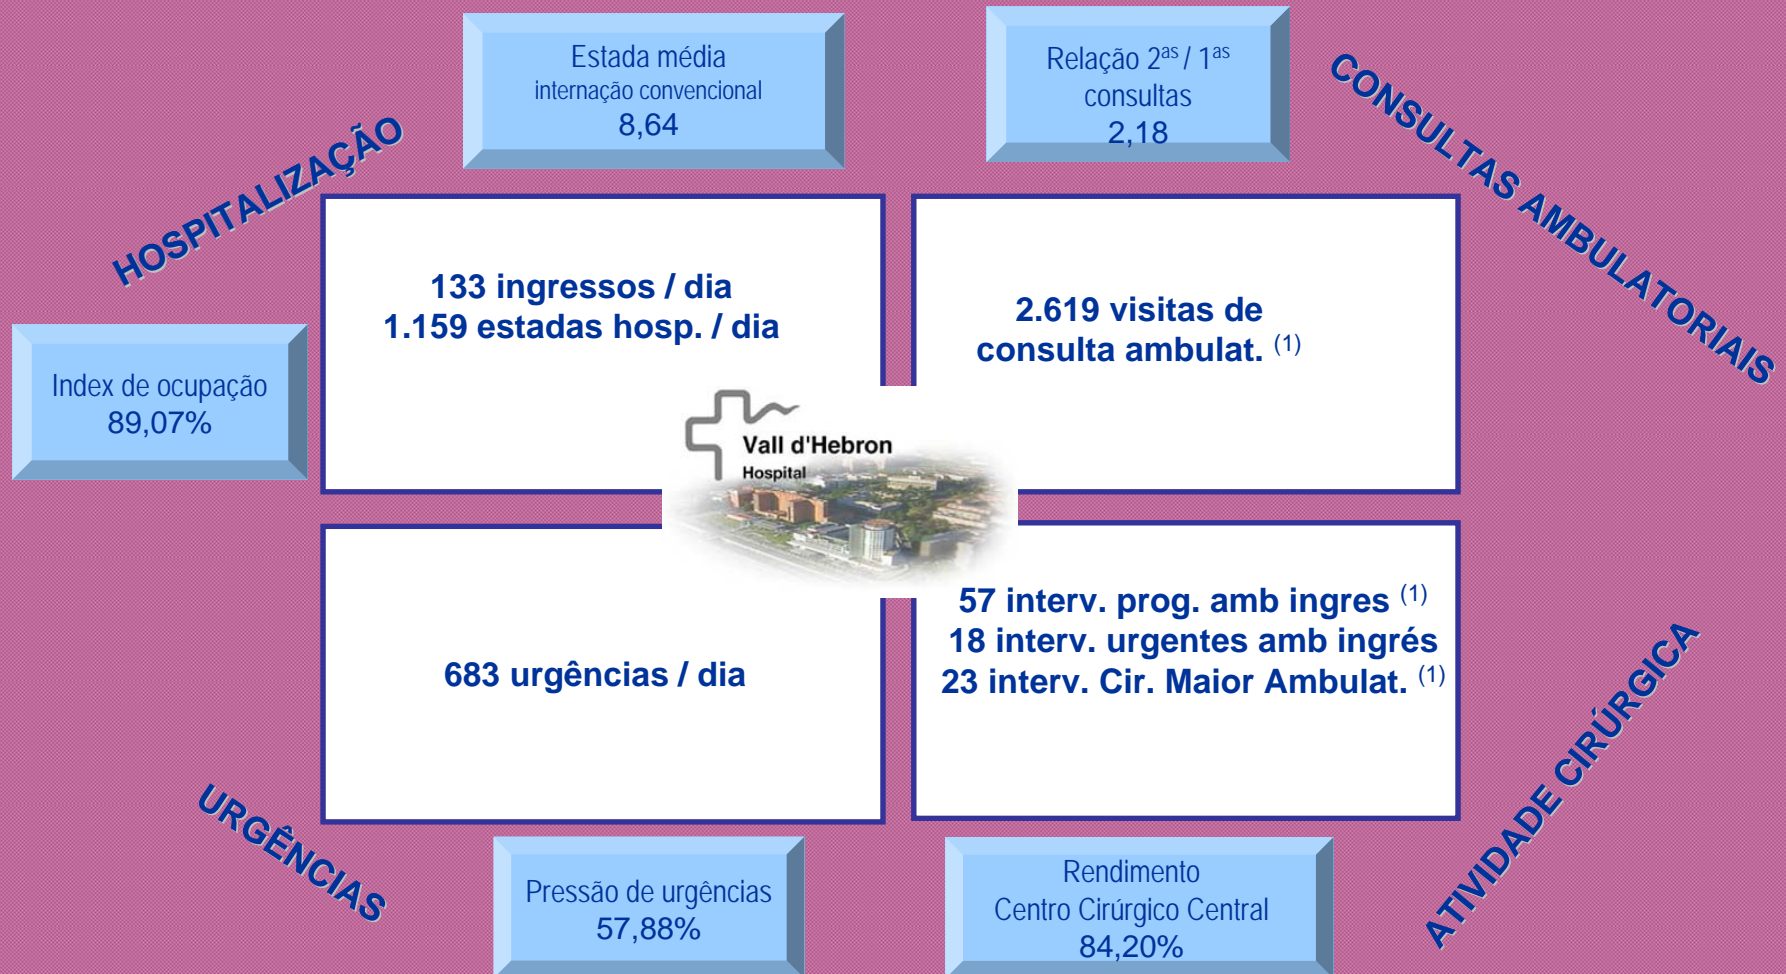 Estada média
internação convencional
8,64
Relação 2as / 1as
consultas
2,18
HOSPITALIZAÇÃO
CONSULTAS AMBULATORIAIS
133 ingressos / dia
1.159 estadas hosp. / dia
2.619 visitas de
consulta ambulat. (1)
Index de ocupação
89,07%
Vall d'Hebron
Hospital
683 urgências / dia
57 interv. prog. amb ingres (1)
18 interv. urgentes amb ingrés
23 interv. Cir. Maior Ambulat. (1)
URGÊNCIAS
ATIVIDADE CIRÚRGICA
Pressão de urgências
57,88%
Rendimento
Centro Cirúrgico Central
84,20%